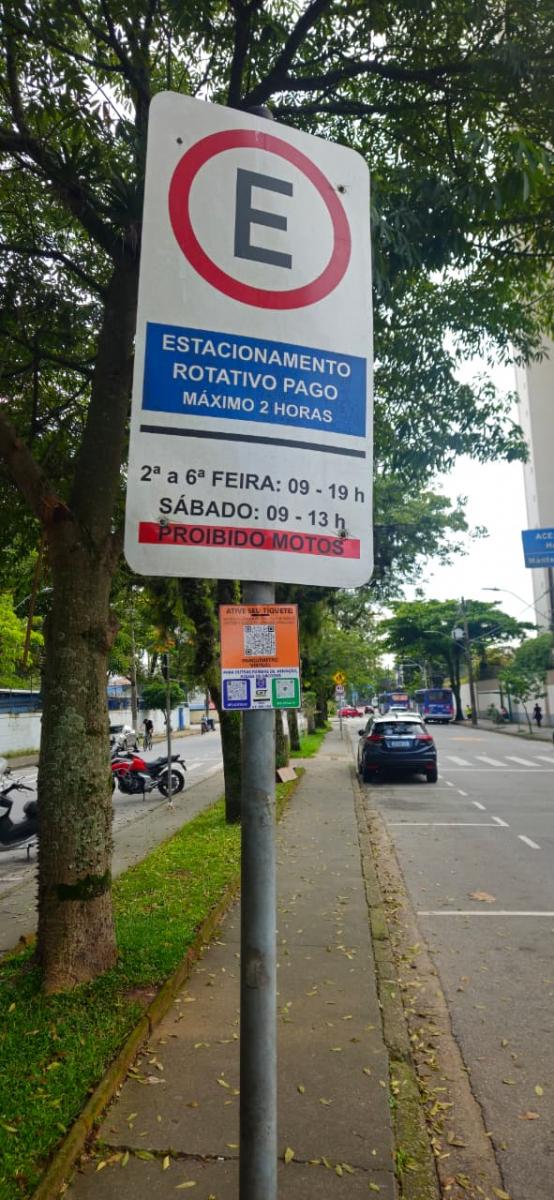 E
ESTACIONAMENTO
ROTATIVO PAGO
MÁXIMO 2 HORAS
2ª a 6ª FEIRA: 09 - 19 h
SÁBADO: 09 - 13 h
PROIBIDO MOTOS
ATIVE SEU TÍQUETE